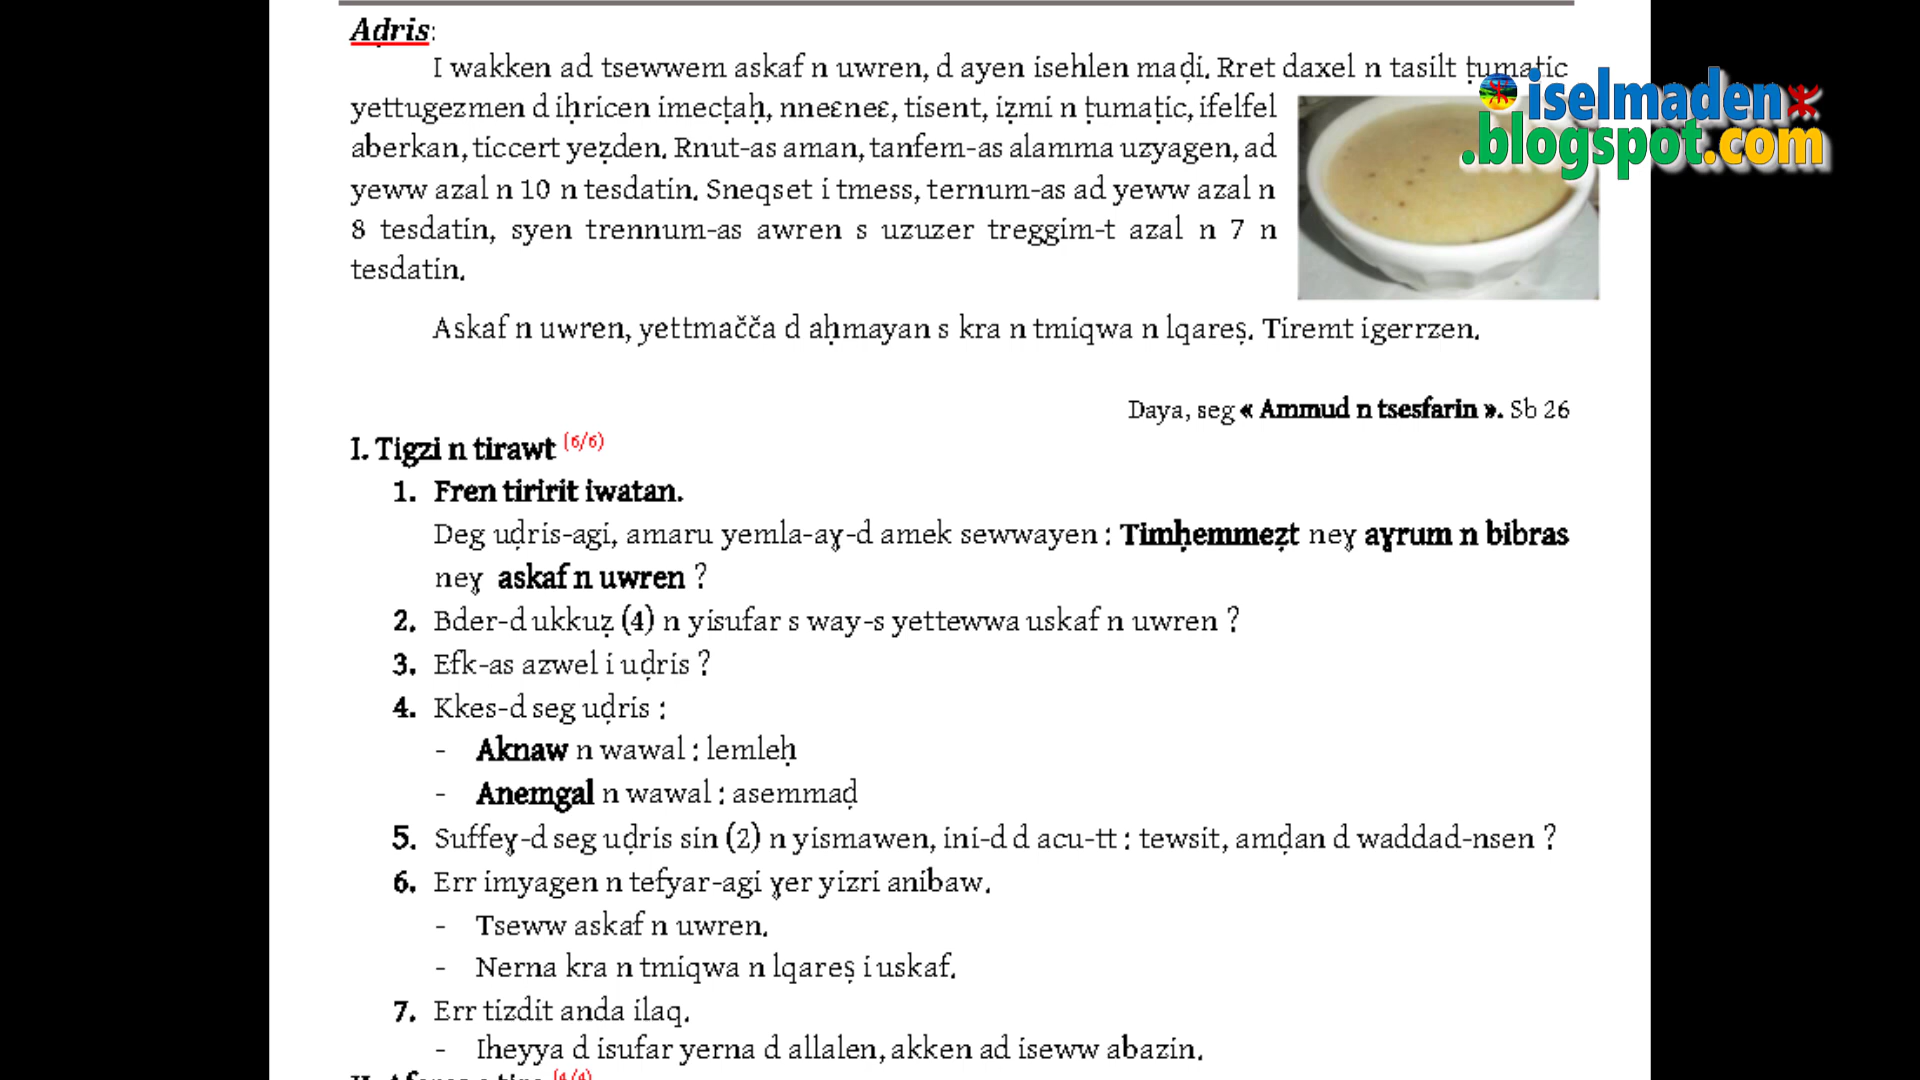 Aḍris:
I wakken ad tsewwem askaf n uwren, d ayen isehlen maḍi. Rret daxel n tasilt ṭumaṭic
iselmaden
yettugezmen d iḥricen imecṭaḥ, nneɛneɛ, tisent, iẓmi n ṭumaṭic, ifelfel
.blogspot.com
aberkan, ticcert yeẓden. Rnut-as aman, tanfem-as alamma uzyagen, ad
yeww azal n 10 n tesdatin. Sneqset i tmess, ternum-as ad yeww azal n
8 tesdatin, syen trennum-as awren s uzuzer treggim-t azal n 7 n
tesdatin.
Askaf n uwren, yettmačča d aḥmayan s kra n tmiqwa n lqareṣ. Tiremt igerrzen.
Daya, seg « Ammud n tsesfarin ». Sb 26
I. Tigzi n tirawt (6/6)
1. Fren tiririt iwatan.
Deg uḍris-agi, amaru yemla-aɣ-d amek sewwayen : Timḥemmeẓt neɣ aɣrum n bibras
neɣ askaf n uwren ?
2. Bder-d ukkuẓ (4) n yisufar s way-s yettewwa uskaf n uwren ?
3. Efk-as azwel i uḍris ?
4. Kkes-d seg uḍris :
- Aknaw n wawal : lemleḥ
- Anemgal n wawal : asemmaḍ
5. Suffeɣ-d seg uḍris sin (2) n yismawen, ini-d d acu-tt : tewsit, amḍan d waddad-nsen ?
6. Err imyagen n tefyar-agi ɣer yizri anibaw.
- Tseww askaf n uwren.
- Nerna kra n tmiqwa n lqareṣ i uskaf.
7. Err tizdit anda ilaq.
- Iheyya d isufar yerna d allalen, akken ad iseww abazin.